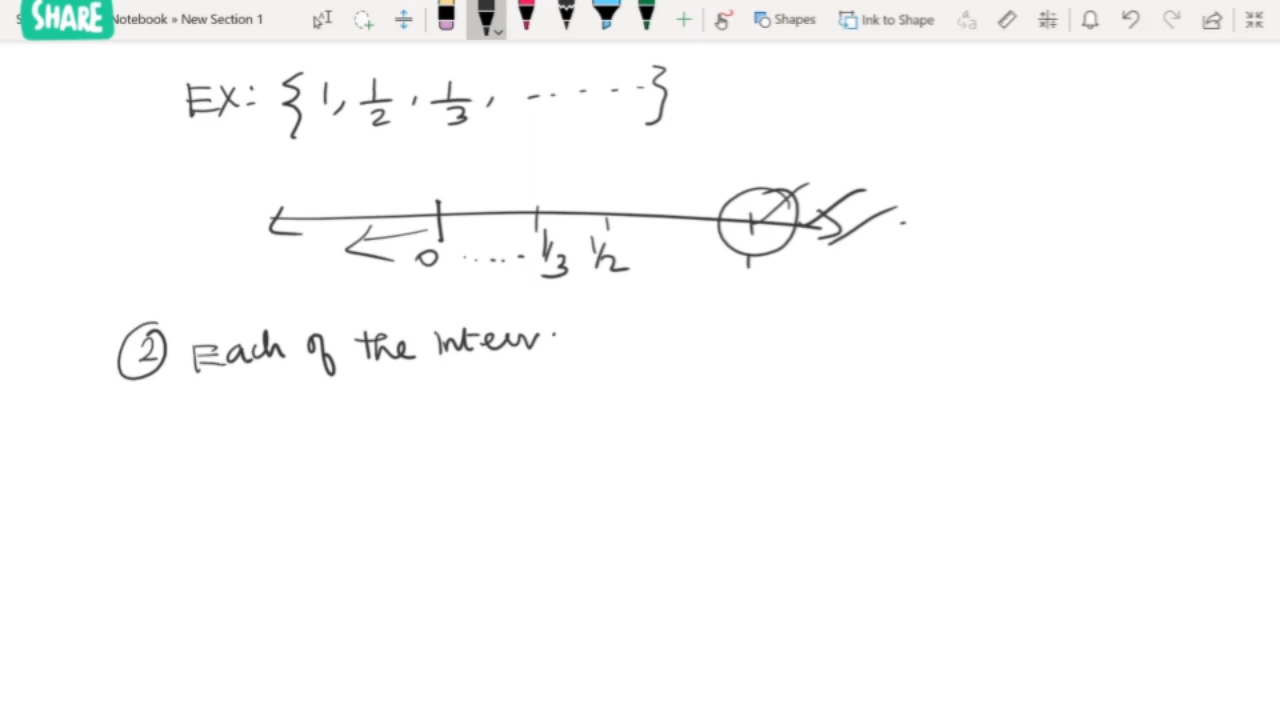 SHARE
Notebook » New Section 1
Shapes
Ink to Shape
EX: { 1, 1/2, 1/3, ........ }
0 ...... 1/3 1/2 1
② Each of the interv